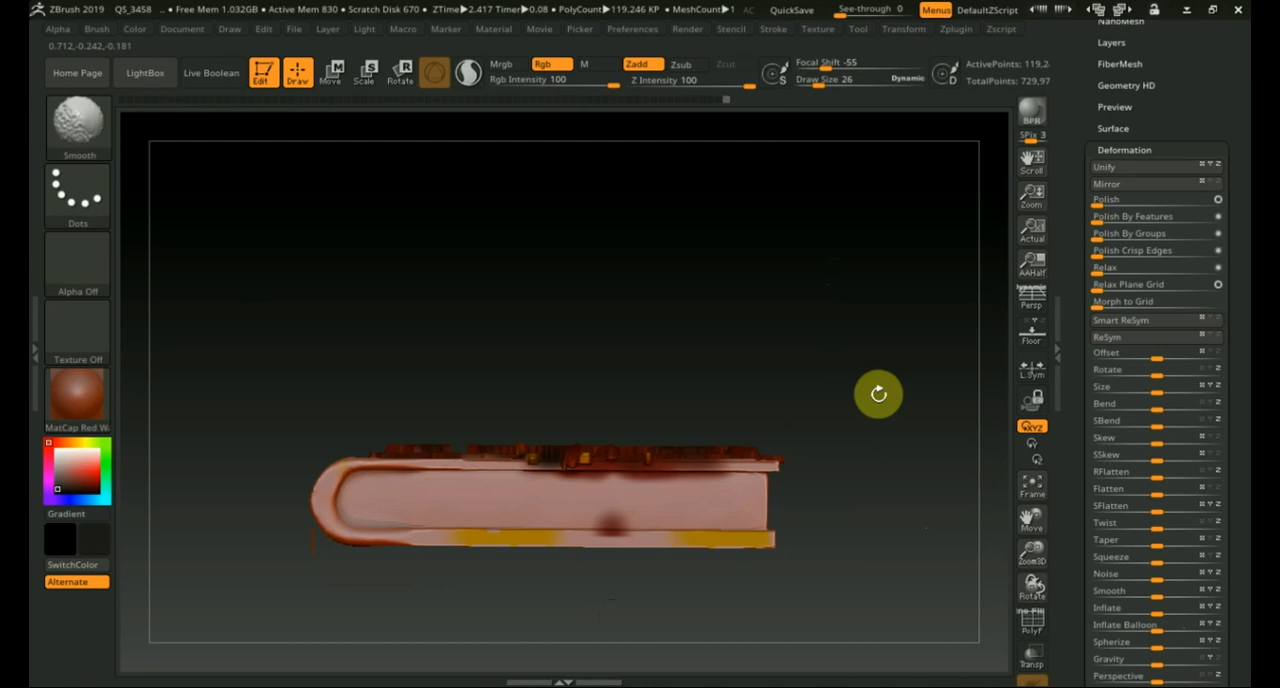 ZBrush 2019 QS_3458 .. • Free Mem 1.032GB • Active Mem 830 • Scratch Disk 670 • ZTime▶2.417 Timer▶0.08 • PolyCount▶119.246 KP • MeshCount▶1 AC QuickSave See-through 0 Menus DefaultZScript
Alpha Brush Color Document Draw Edit File Layer Light Macro Marker Material Movie Picker Preferences Render Stencil Stroke Texture Tool Transform Zplugin Zscript
0.712,-0.242,-0.181
Home Page LightBox Live Boolean Edit Draw Move Scale Rotate
Mrgb Rgb M Zadd Zsub Zcut
Rgb Intensity 100 Z Intensity 100
Focal Shift -55
Draw Size 26 Dynamic
ActivePoints: 119,2
TotalPoints: 729,97
Smooth
Dots
Alpha Off
Texture Off
MatCap Red W
Gradient
SwitchColor
Alternate
BPR
SPix 3
Scroll
Zoom
Actual
AAHalf
Dynamic
Persp
Floor
L.Sym
XYZ
Frame
Move
Zoom3D
Rotate
Line Fill
PolyF
Transp
NanoMesh
Layers
FiberMesh
Geometry HD
Preview
Surface
Deformation
Unify
Mirror
Polish
Polish By Features
Polish By Groups
Polish Crisp Edges
Relax
Relax Plane Grid
Morph to Grid
Smart ReSym
ReSym
Offset
Rotate
Size
Bend
SBend
Skew
SSkew
RFlatten
Flatten
SFlatten
Twist
Taper
Squeeze
Noise
Smooth
Inflate
Inflate Balloon
Spherize
Gravity
Perspective